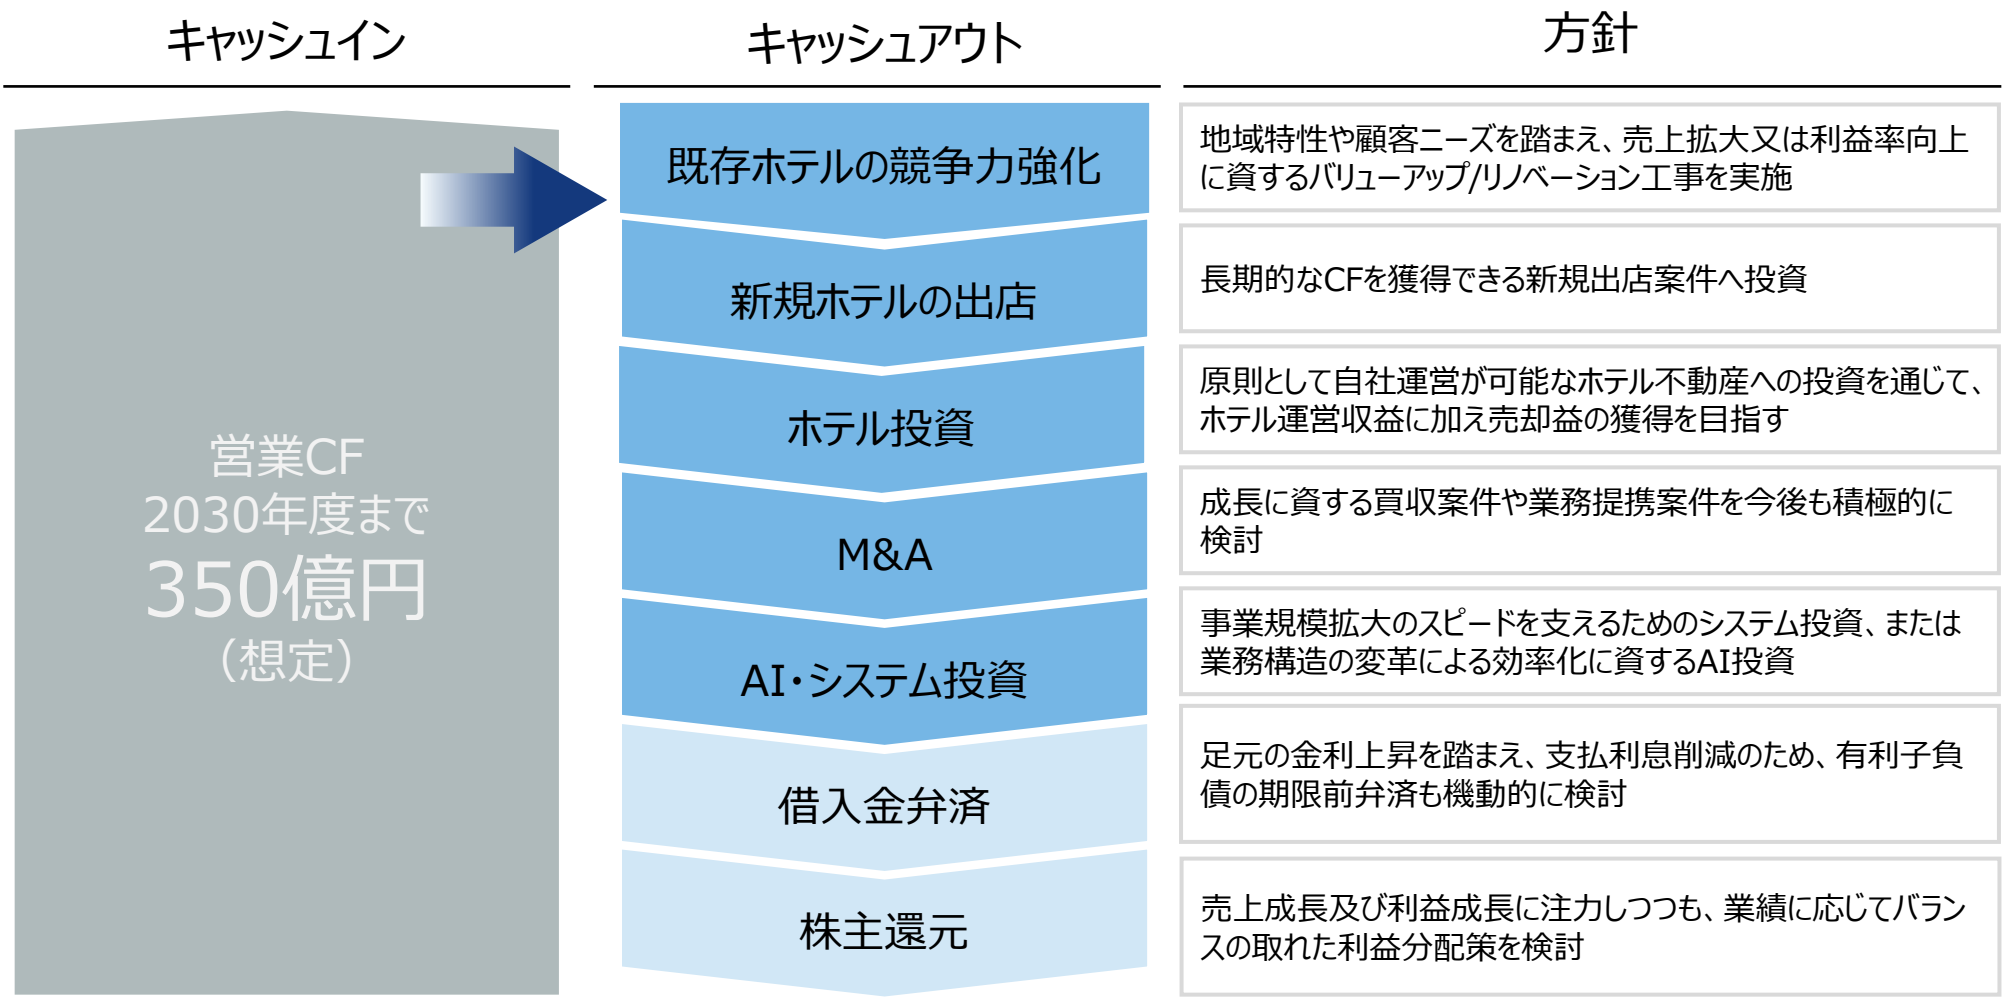 キャッシュイン
キャッシュアウト
方針
営業CF
2030年度まで
350億円
（想定）
既存ホテルの競争力強化
地域特性や顧客ニーズを踏まえ、売上拡大又は利益率向上
に資するバリューアップ/リノベーション工事を実施
新規ホテルの出店
長期的なCFを獲得できる新規出店案件へ投資
ホテル投資
原則として自社運営が可能なホテル不動産への投資を通じて、
ホテル運営収益に加え売却益の獲得を目指す
M&A
成長に資する買収案件や業務提携案件を今後も積極的に
検討
AI・システム投資
事業規模拡大のスピードを支えるためのシステム投資、または
業務構造の変革による効率化に資するAI投資
借入金弁済
足元の金利上昇を踏まえ、支払利息削減のため、有利子負
債の期限前弁済も機動的に検討
株主還元
売上成長及び利益成長に注力しつつも、業績に応じてバラン
スの取れた利益分配策を検討